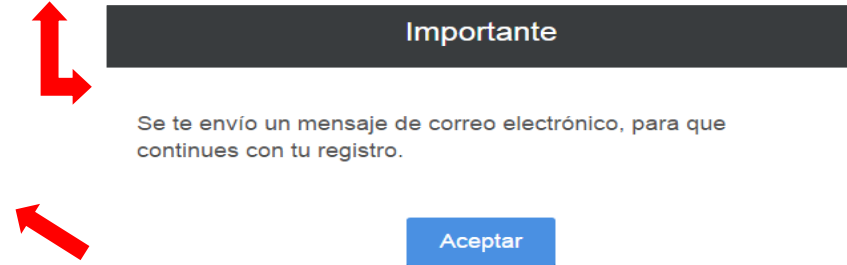 Importante
Se te envío un mensaje de correo electrónico, para que
continues con tu registro.
Aceptar